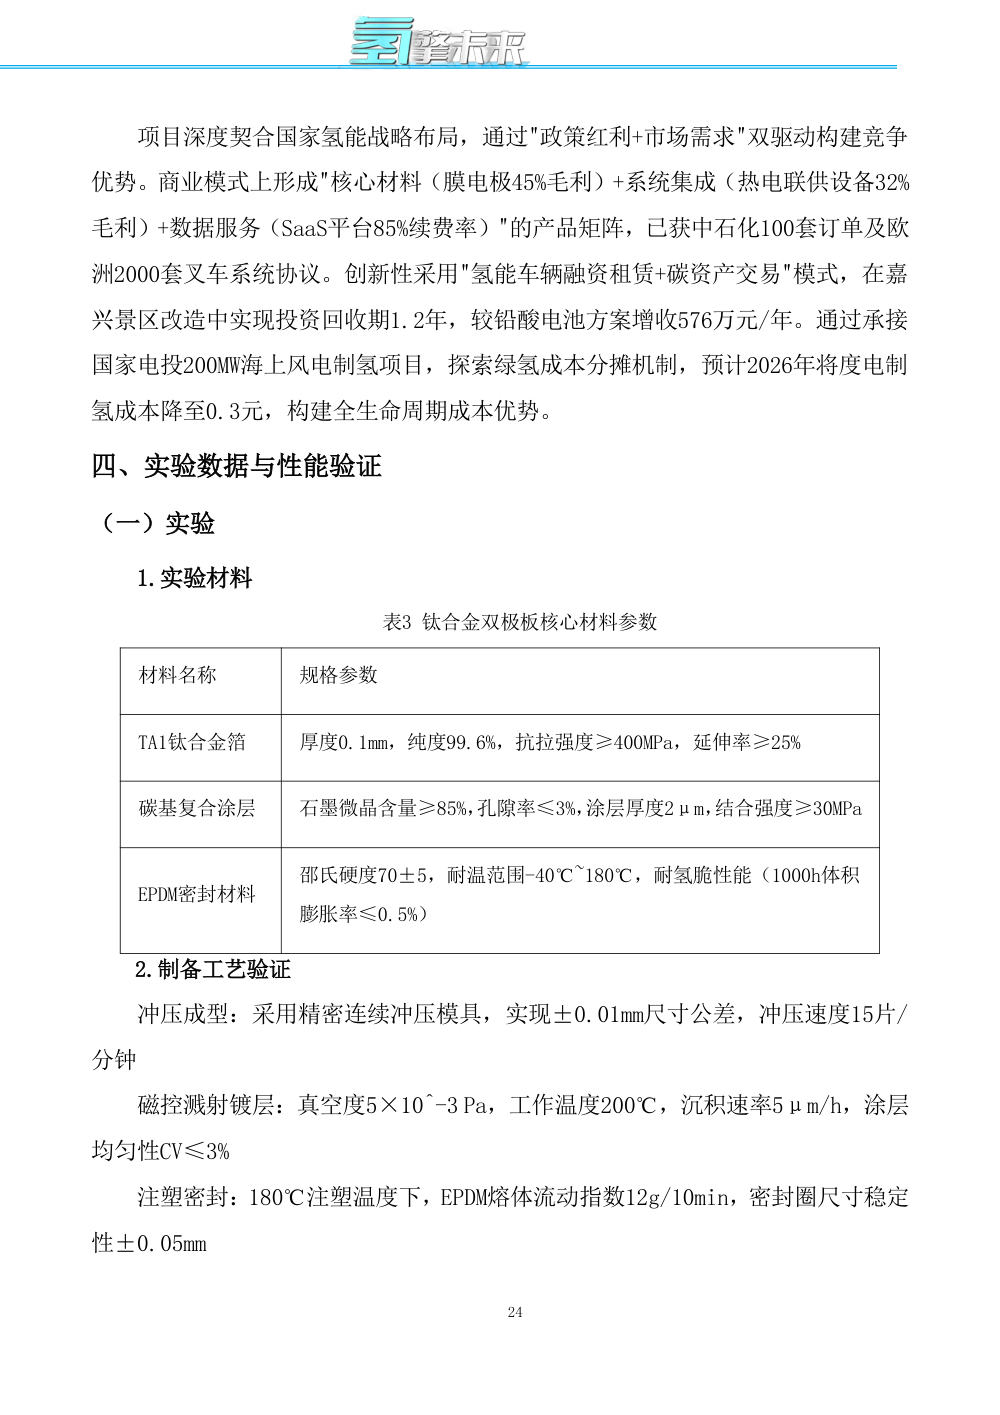 氢擎未来
项目深度契合国家氢能战略布局，通过"政策红利+市场需求"双驱动构建竞争
优势。商业模式上形成"核心材料（膜电极45%毛利）+系统集成（热电联供设备32%
毛利）+数据服务（SaaS平台85%续费率）"的产品矩阵，已获中石化100套订单及欧
洲2000套叉车系统协议。创新性采用"氢能车辆融资租赁+碳资产交易"模式，在嘉
兴景区改造中实现投资回收期1.2年，较铅酸电池方案增收576万元/年。通过承接
国家电投200MW海上风电制氢项目，探索绿氢成本分摊机制，预计2026年将度电制
氢成本降至0.3元，构建全生命周期成本优势。
四、实验数据与性能验证
（一）实验
1.实验材料
表3 钛合金双极板核心材料参数
材料名称 规格参数
TA1钛合金箔 厚度0.1mm，纯度99.6%，抗拉强度≥400MPa，延伸率≥25%
碳基复合涂层 石墨微晶含量≥85%，孔隙率≤3%，涂层厚度2μm，结合强度≥30MPa
EPDM密封材料 邵氏硬度70±5，耐温范围-40℃~180℃，耐氢脆性能（1000h体积
膨胀率≤0.5%）
2.制备工艺验证
冲压成型：采用精密连续冲压模具，实现±0.01mm尺寸公差，冲压速度15片/
分钟
磁控溅射镀层：真空度5×10^-3 Pa，工作温度200℃，沉积速率5μm/h，涂层
均匀性CV≤3%
注塑密封：180℃注塑温度下，EPDM熔体流动指数12g/10min，密封圈尺寸稳定
性±0.05mm
24